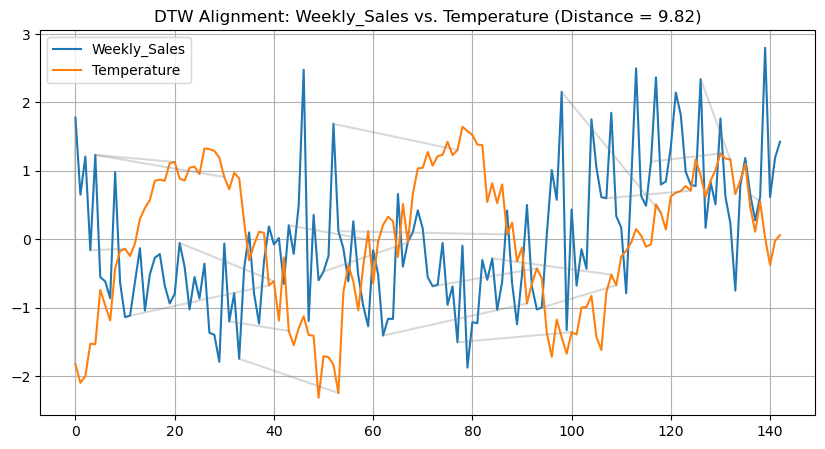 DTW Alignment: Weekly_Sales vs. Temperature (Distance = 9.82)
Weekly_Sales
Temperature
3
2
1
0
−1
−2
0 20 40 60 80 100 120 140